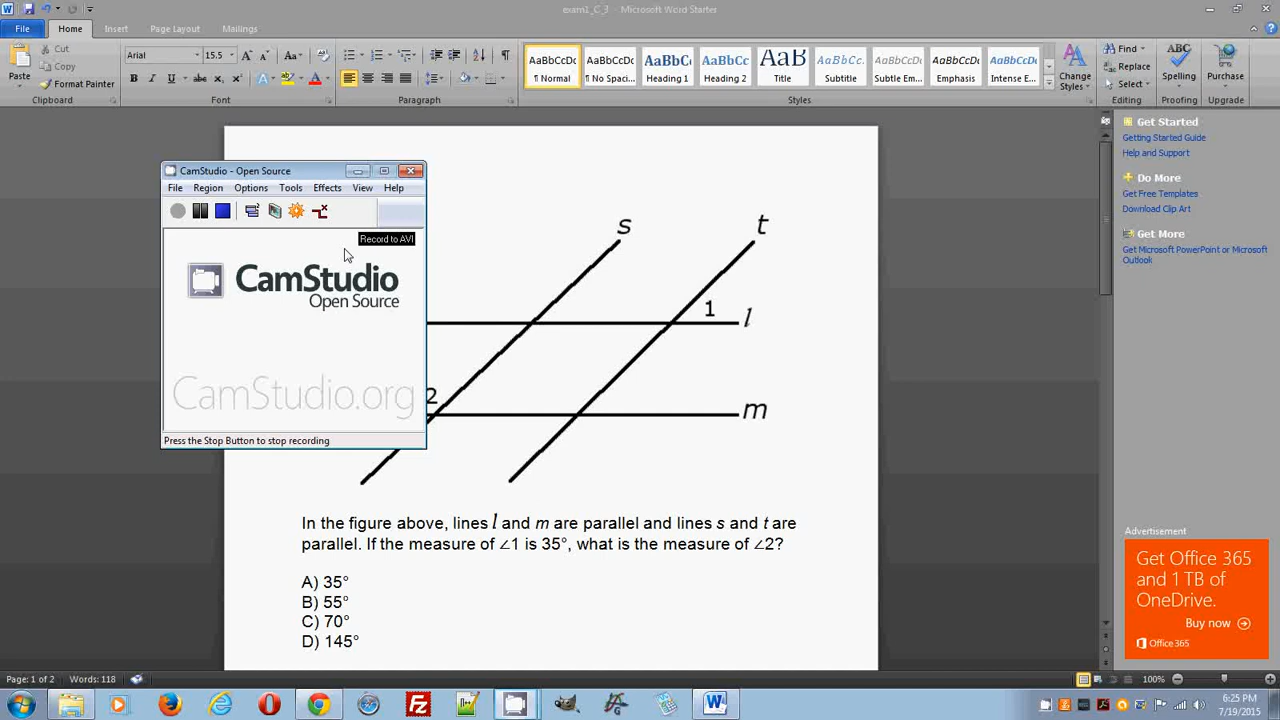 exam1_C_3 - Microsoft Word Starter
File Home Insert Page Layout Mailings
Paste
Cut
Copy
Format Painter
Arial 15.5
AaBbCcDc AaBbCcDc AaBbCc AaBbCc AaB AaBbCc. AaBbCcDc AaBbCcDc AaBbCcDc
¶ Normal ¶ No Spaci... Heading 1 Heading 2 Title Subtitle Subtle Em... Emphasis Intense E...
Change Styles
Find
Replace
Select
Spelling
Purchase
Clipboard Font Paragraph Styles Editing Proofing Upgrade
CamStudio - Open Source
File Region Options Tools Effects View Help
Record to AVI
CamStudio
Open Source
CamStudio.org
Press the Stop Button to stop recording
s t
1 l
2 m
In the figure above, lines l and m are parallel and lines s and t are
parallel. If the measure of ∠1 is 35°, what is the measure of ∠2?
A) 35°
B) 55°
C) 70°
D) 145°
Get Started
Getting Started Guide
Help and Support
Do More
Get Free Templates
Download Clip Art
Get More
Get Microsoft PowerPoint or Microsoft
Outlook
Advertisement
Get Office 365
and 1 TB of
OneDrive.
Buy now
Office 365
Page: 1 of 2 Words: 118 100%
6:25 PM
7/19/2015